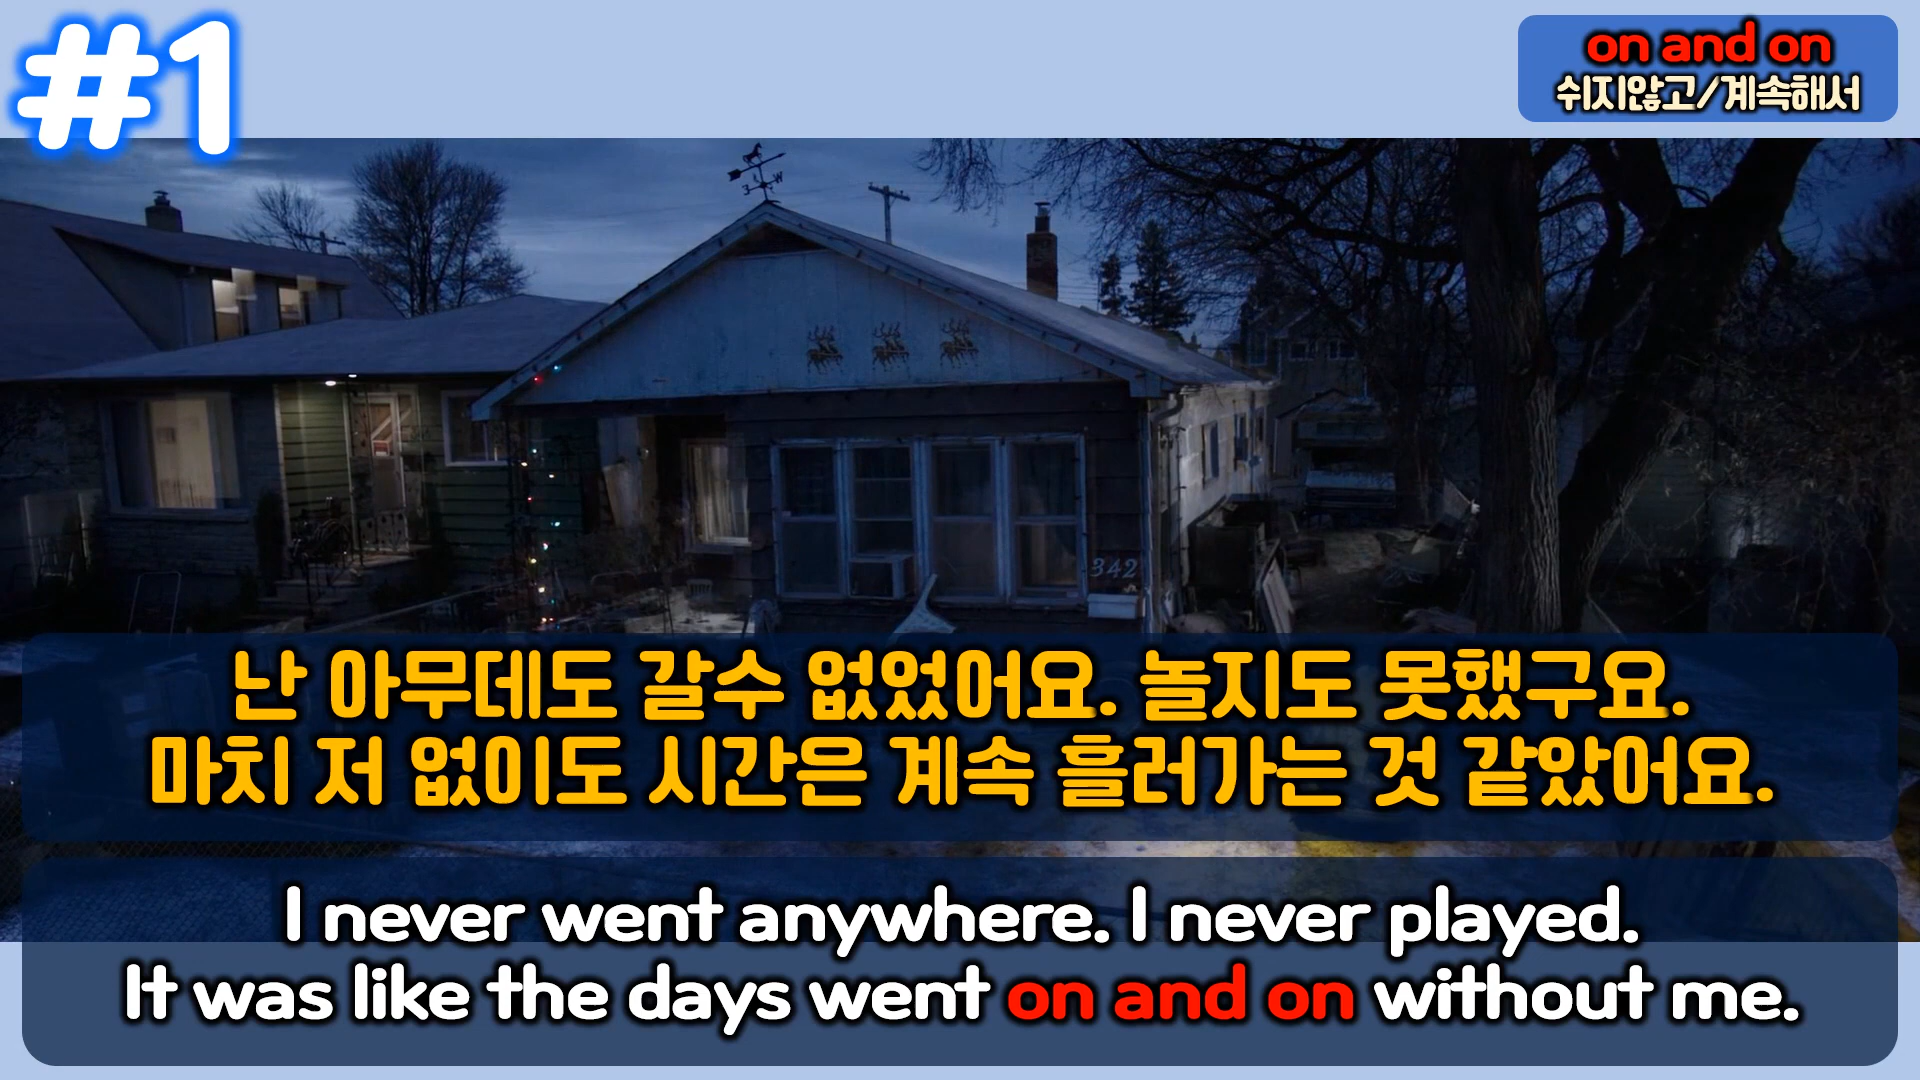 #1
on and on
쉬지않고/계속해서
342
난 아무데도 갈수 없었어요. 놀지도 못했구요.
마치 저 없이도 시간은 계속 흘러가는 것 같았어요.
I never went anywhere. I never played.
It was like the days went on and on without me.